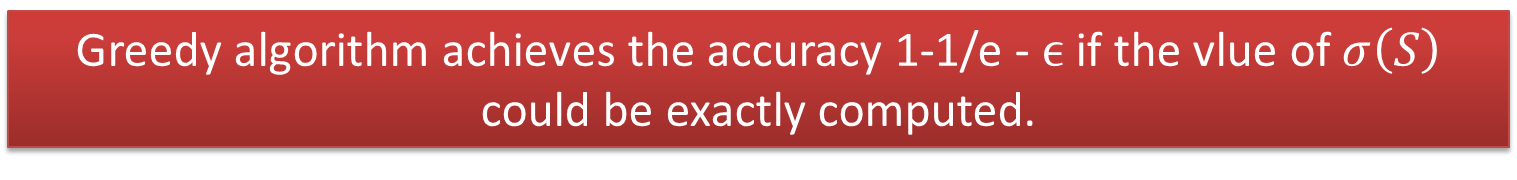 Greedy algorithm achieves the accuracy 1-1/e - ϵ if the vlue of 𝜎(𝑆)
could be exactly computed.